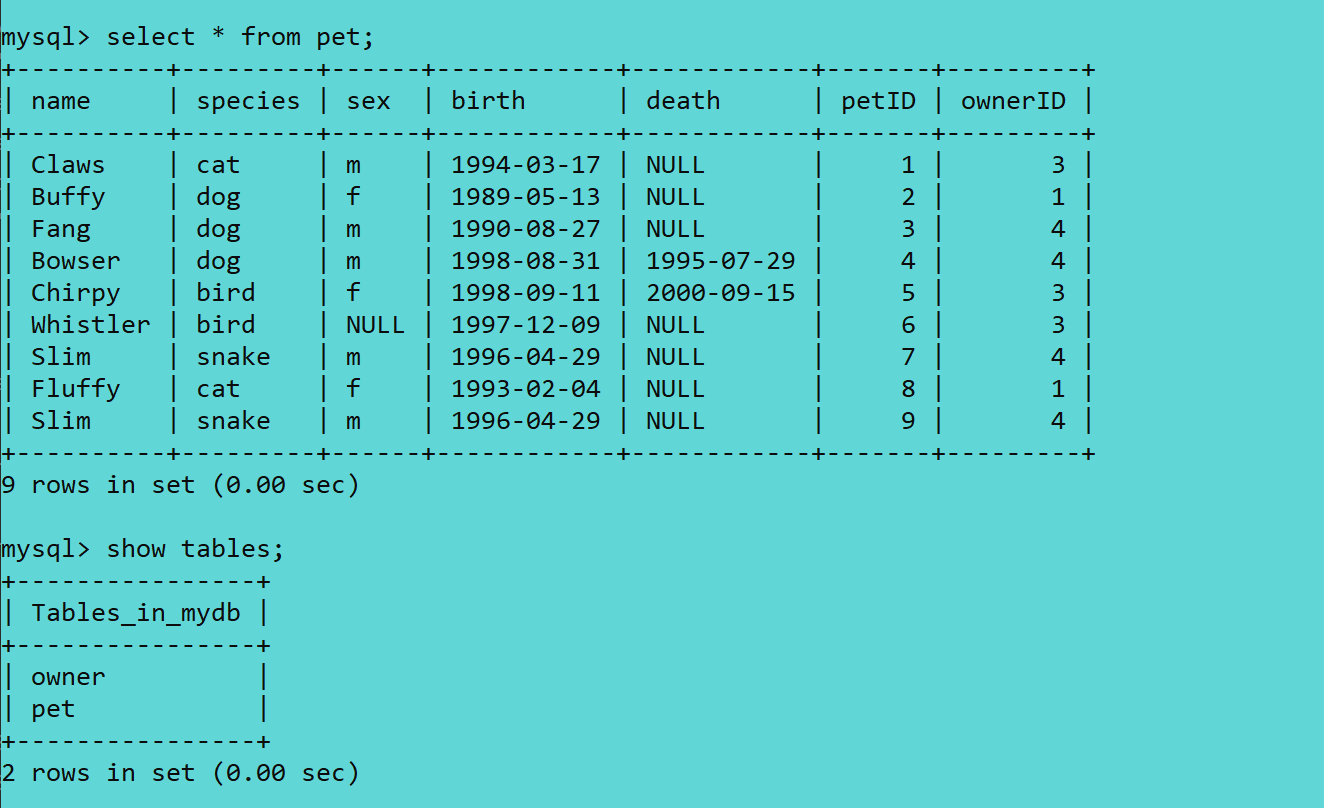 mysql> select * from pet;
+----------+---------+------+------------+------------+-------+---------+
| name     | species | sex  | birth      | death      | petID | ownerID |
+----------+---------+------+------------+------------+-------+---------+
| Claws    | cat     | m    | 1994-03-17 | NULL       |     1 |       3 |
| Buffy    | dog     | f    | 1989-05-13 | NULL       |     2 |       1 |
| Fang     | dog     | m    | 1990-08-27 | NULL       |     3 |       4 |
| Bowser   | dog     | m    | 1998-08-31 | 1995-07-29 |     4 |       4 |
| Chirpy   | bird    | f    | 1998-09-11 | 2000-09-15 |     5 |       3 |
| Whistler | bird    | NULL | 1997-12-09 | NULL       |     6 |       3 |
| Slim     | snake   | m    | 1996-04-29 | NULL       |     7 |       4 |
| Fluffy   | cat     | f    | 1993-02-04 | NULL       |     8 |       1 |
| Slim     | snake   | m    | 1996-04-29 | NULL       |     9 |       4 |
+----------+---------+------+------------+------------+-------+---------+
9 rows in set (0.00 sec)
mysql> show tables;
+----------------+
| Tables_in_mydb |
+----------------+
| owner          |
| pet            |
+----------------+
2 rows in set (0.00 sec)